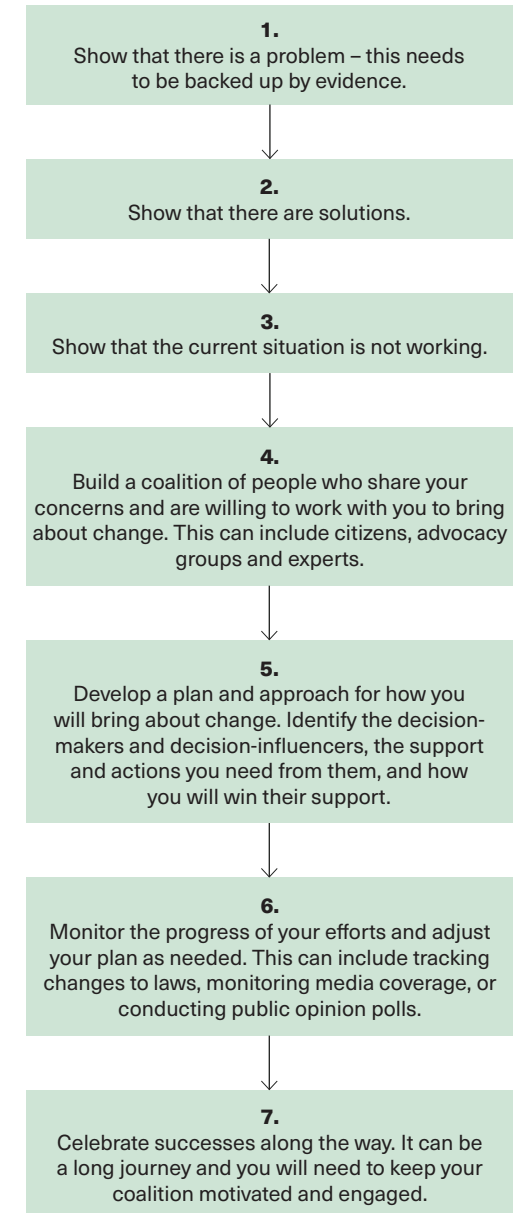 1.
Show that there is a problem – this needs
to be backed up by evidence.
2.
Show that there are solutions.
3.
Show that the current situation is not working.
4.
Build a coalition of people who share your
concerns and are willing to work with you to bring
about change. This can include citizens, advocacy
groups and experts.
5.
Develop a plan and approach for how you
will bring about change. Identify the decision-
makers and decision-influencers, the support
and actions you need from them, and how
you will win their support.
6.
Monitor the progress of your efforts and adjust
your plan as needed. This can include tracking
changes to laws, monitoring media coverage, or
conducting public opinion polls.
7.
Celebrate successes along the way. It can be
a long journey and you will need to keep your
coalition motivated and engaged.